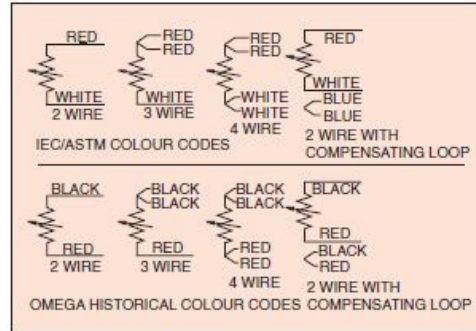 RED
WHITE
2 WIRE
RED
RED
WHITE
3 WIRE
RED
RED
WHITE
WHITE
4 WIRE
RED
WHITE
BLUE
BLUE
2 WIRE WITH
COMPENSATING LOOP
IEC/ASTM COLOUR CODES
BLACK
RED
2 WIRE
BLACK
BLACK
RED
3 WIRE
BLACK
BLACK
RED
RED
4 WIRE
BLACK
RED
BLACK
RED
2 WIRE WITH
COMPENSATING LOOP
OMEGA HISTORICAL COLOUR CODES